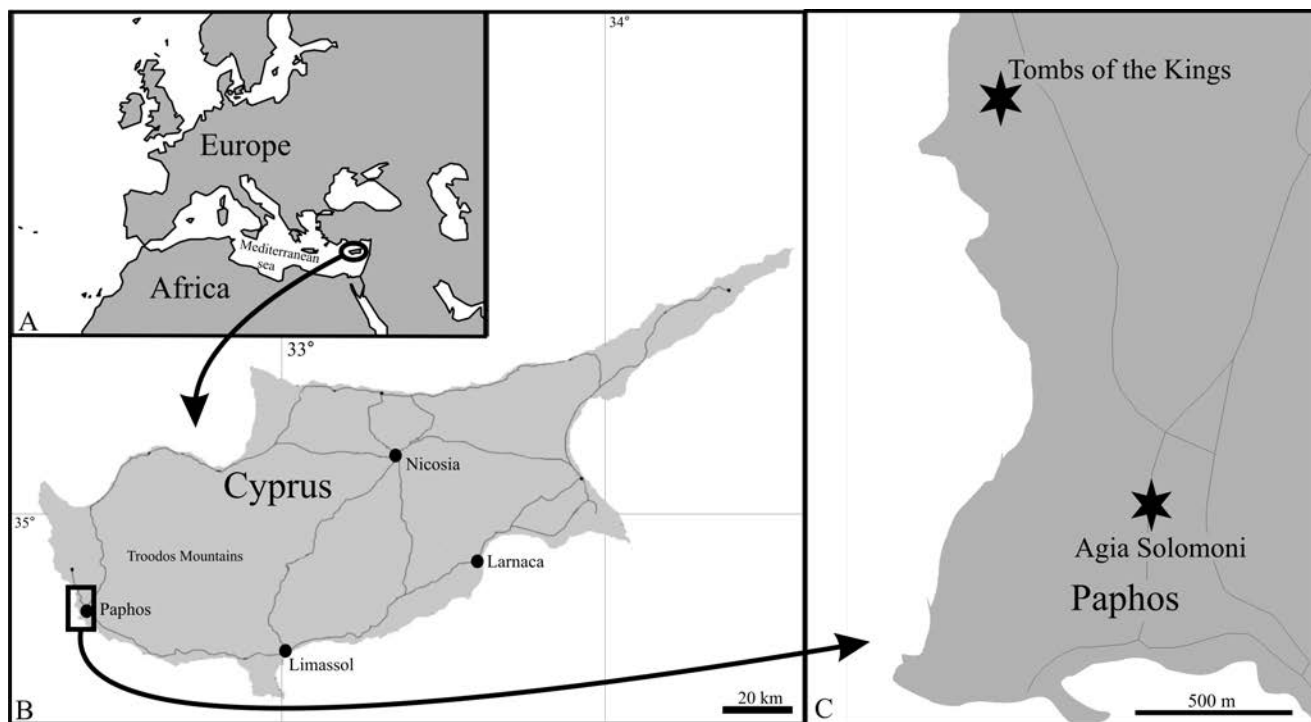 Europe
Mediterranean
sea
Africa
A
34°
33°
35°
Cyprus
Nicosia
Troodos Mountains
Larnaca
Paphos
Limassol
20 km
B
Tombs of the Kings
Agia Solomoni
Paphos
500 m
C